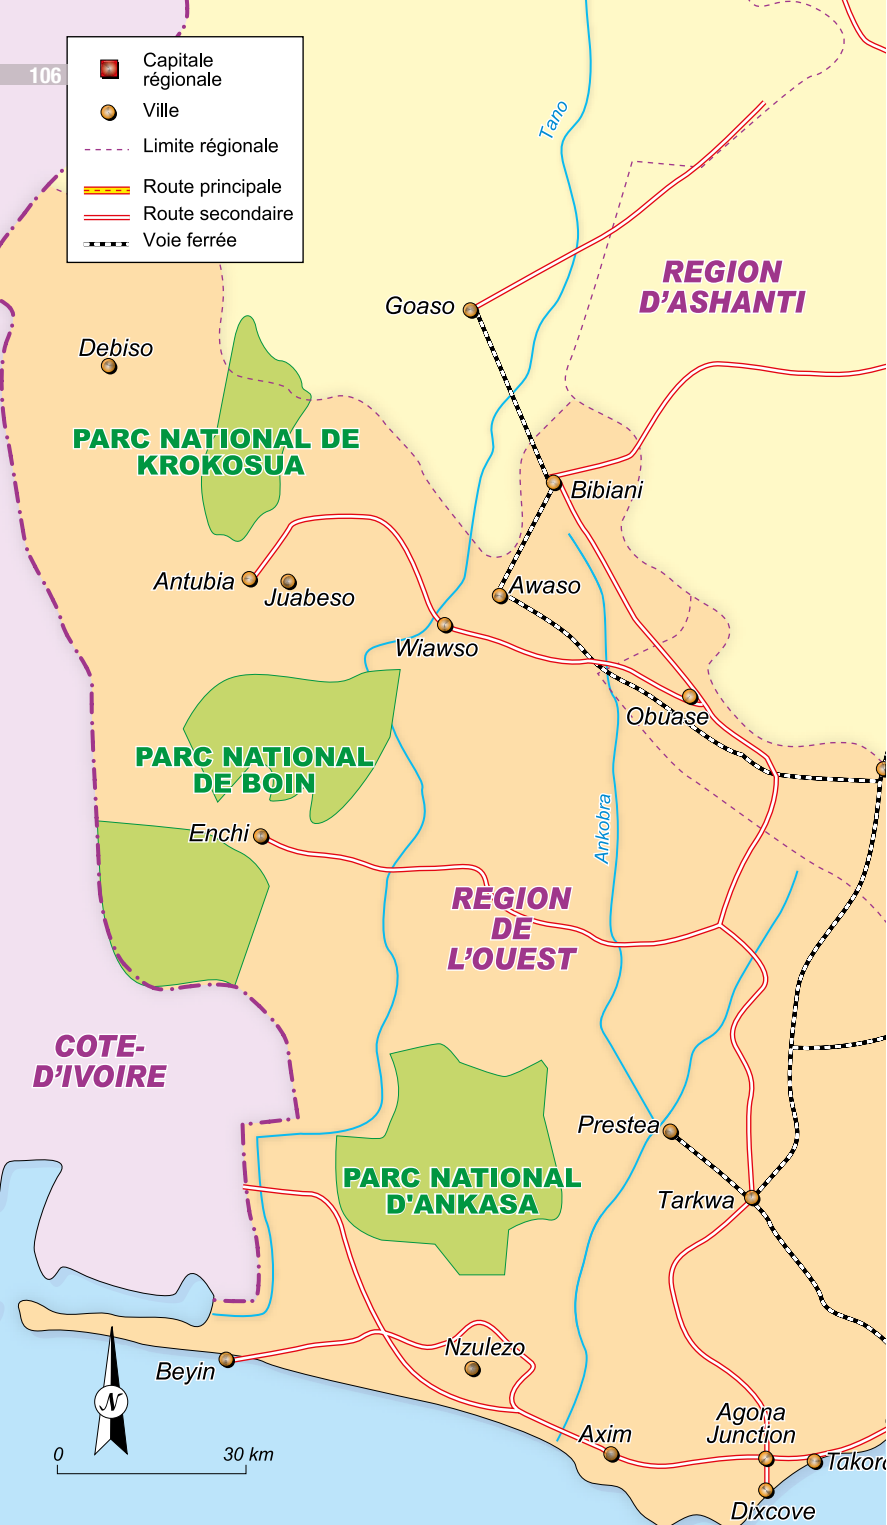 106
Capitale
régionale
Ville
Limite régionale
Route principale
Route secondaire
Voie ferrée
Tano
REGION
D'ASHANTI
Goaso
Debiso
PARC NATIONAL DE
KROKOSUA
Bibiani
Antubia
Juabeso
Awaso
Wiawso
Obuase
PARC NATIONAL
DE BOIN
Ankobra
Enchi
REGION
DE
L'OUEST
COTE-
D'IVOIRE
Prestea
PARC NATIONAL
D'ANKASA
Tarkwa
Nzulezo
Beyin
N
Agona
Junction
Axim
0 30 km
Takor
Dixcove